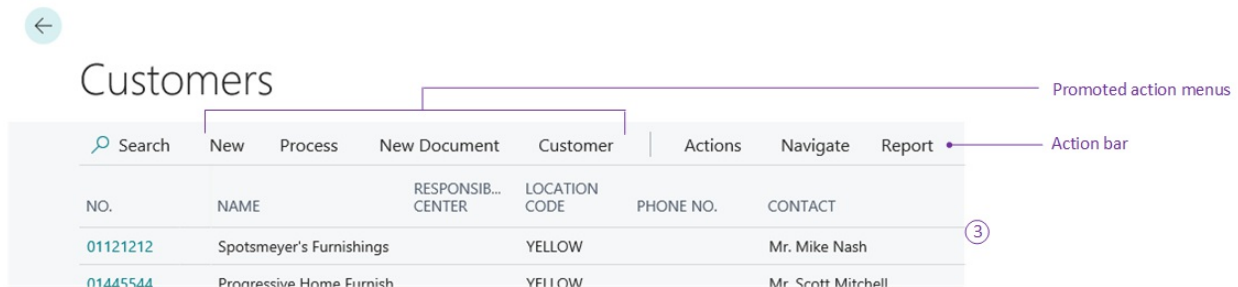 Customers
Promoted action menus
Search New Process New Document Customer Actions Navigate Report
Action bar
NO. NAME RESPONSIB... CENTER LOCATION CODE PHONE NO. CONTACT
01121212 Spotsmeyer's Furnishings YELLOW Mr. Mike Nash
3
01445544 Progressive Home Furnish YELLOW Mr. Scott Mitchell